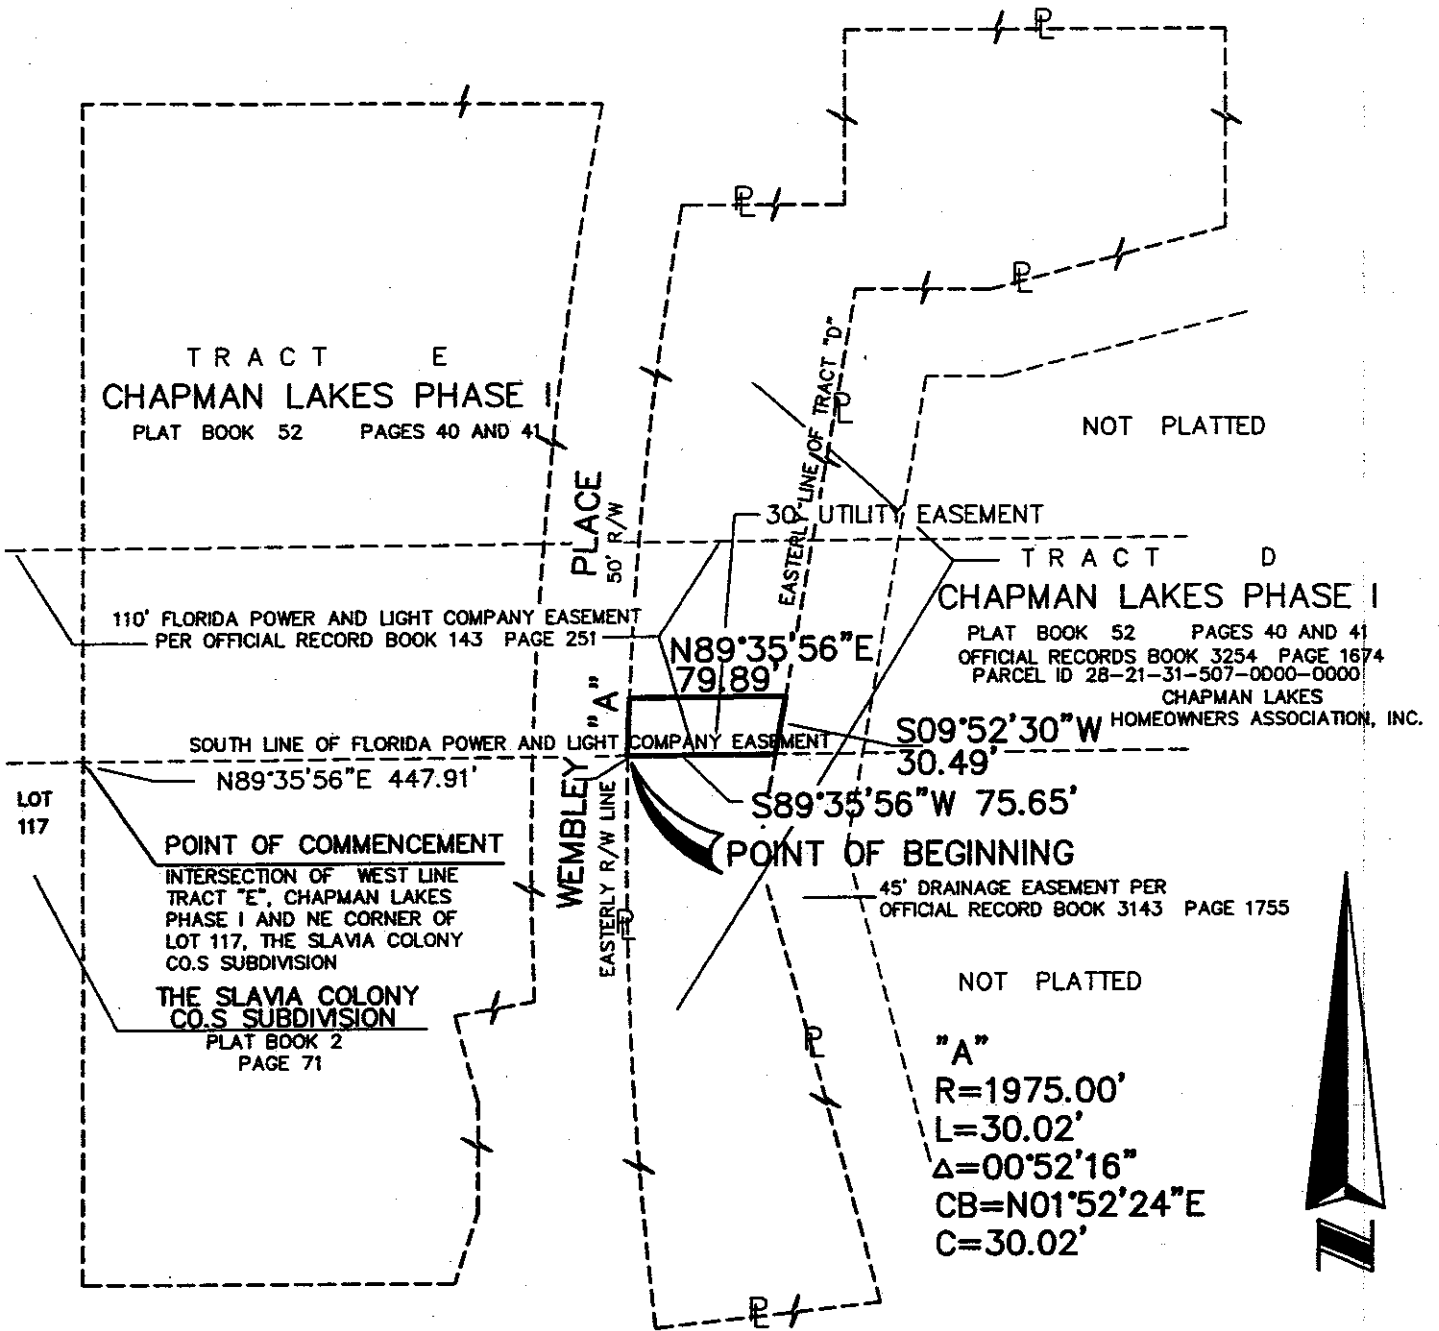 TRACT E
CHAPMAN LAKES PHASE I
PLAT BOOK 52 PAGES 40 AND 41
WEMBLEY "A" PLACE
50' R/W
EASTERLY R/W LINE
EASTERLY LINE OF TRACT "D"
NOT PLATTED
30' UTILITY EASEMENT
TRACT D
CHAPMAN LAKES PHASE I
PLAT BOOK 52 PAGES 40 AND 41
OFFICIAL RECORDS BOOK 3254 PAGE 1674
PARCEL ID 28-21-31-507-0D00-0000
CHAPMAN LAKES
HOMEOWNERS ASSOCIATION, INC.
110' FLORIDA POWER AND LIGHT COMPANY EASEMENT
PER OFFICIAL RECORD BOOK 143 PAGE 251
N89°35'56"E
79.89'
S09°52'30"W
30.49'
SOUTH LINE OF FLORIDA POWER AND LIGHT COMPANY EASEMENT
N89°35'56"E 447.91'
S89°35'56"W 75.65'
LOT
117
POINT OF COMMENCEMENT
INTERSECTION OF WEST LINE
TRACT "E", CHAPMAN LAKES
PHASE I AND NE CORNER OF
LOT 117, THE SLAVIA COLONY
CO.S SUBDIVISION
THE SLAVIA COLONY
CO.S SUBDIVISION
PLAT BOOK 2
PAGE 71
POINT OF BEGINNING
45' DRAINAGE EASEMENT PER
OFFICIAL RECORD BOOK 3143 PAGE 1755
NOT PLATTED
"A"
R=1975.00'
L=30.02'
Δ=00°52'16"
CB=N01°52'24"E
C=30.02'
PL
PL
PL
PL
PL
PL
PL
N